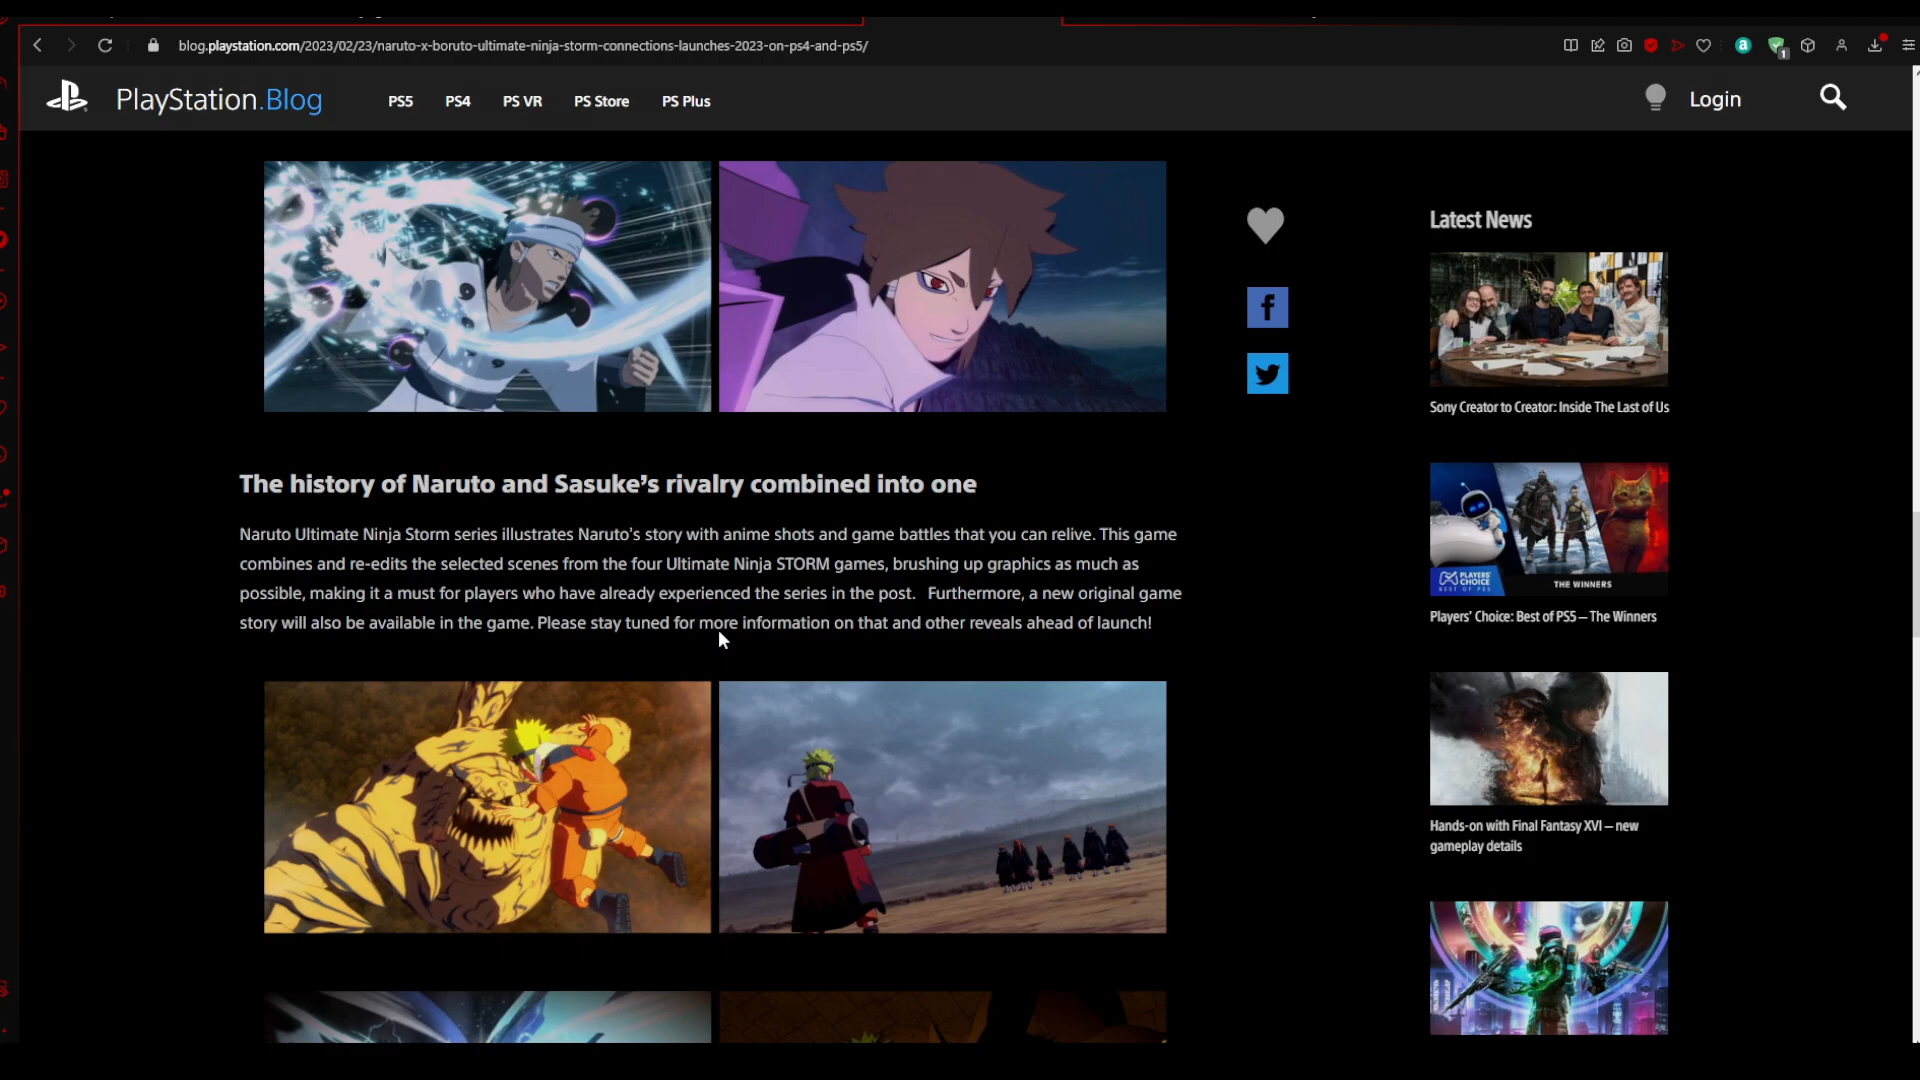 blog.playstation.com/2023/02/23/naruto-x-boruto-ultimate-ninja-storm-connections-launches-2023-on-ps4-and-ps5/
a
1
PlayStation.Blog
PS5
PS4
PS VR
PS Store
PS Plus
Login
The history of Naruto and Sasuke’s rivalry combined into one
Naruto Ultimate Ninja Storm series illustrates Naruto’s story with anime shots and game battles that you can relive. This game
combines and re-edits the selected scenes from the four Ultimate Ninja STORM games, brushing up graphics as much as
possible, making it a must for players who have already experienced the series in the post. Furthermore, a new original game
story will also be available in the game. Please stay tuned for more information on that and other reveals ahead of launch!
Latest News
Sony Creator to Creator: Inside The Last of Us
PLAYERS'
CHOICE
BEST OF PS5
THE WINNERS
Players’ Choice: Best of PS5 – The Winners
Hands-on with Final Fantasy XVI – new
gameplay details